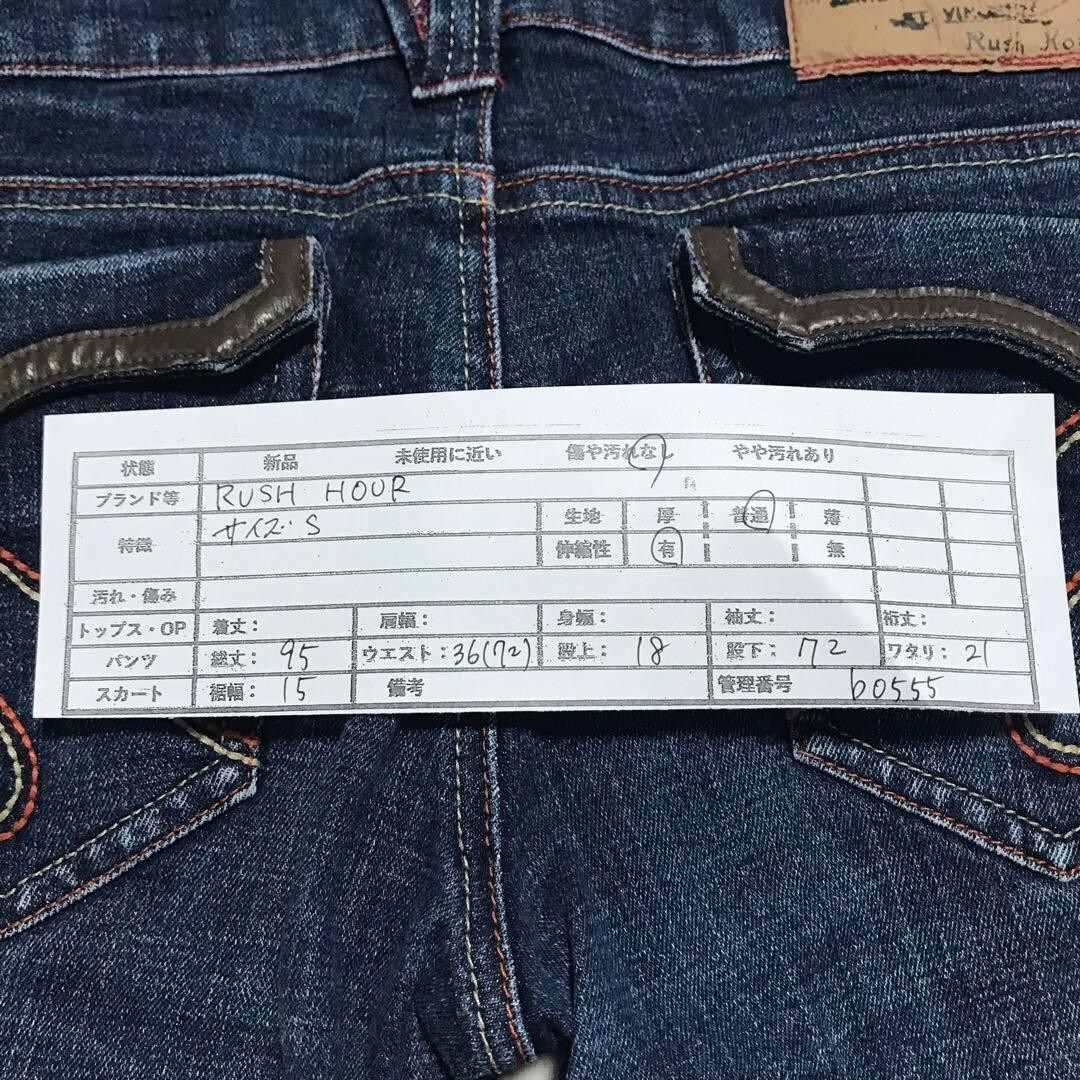 Rush
状態 新品 未使用に近い 傷や汚れなし やや汚れあり
ブランド等 RUSH HOUR
特徴 サイズS 生地 厚 普通 薄
伸縮性 有 無
汚れ・傷み
トップス・OP 着丈: 肩幅: 身幅: 袖丈: 裄丈:
パンツ 総丈: 95 ウエスト: 36(72) 股上: 18 股下: 72 ワタリ: 21
スカート 裾幅: 15 備考 管理番号 b0555